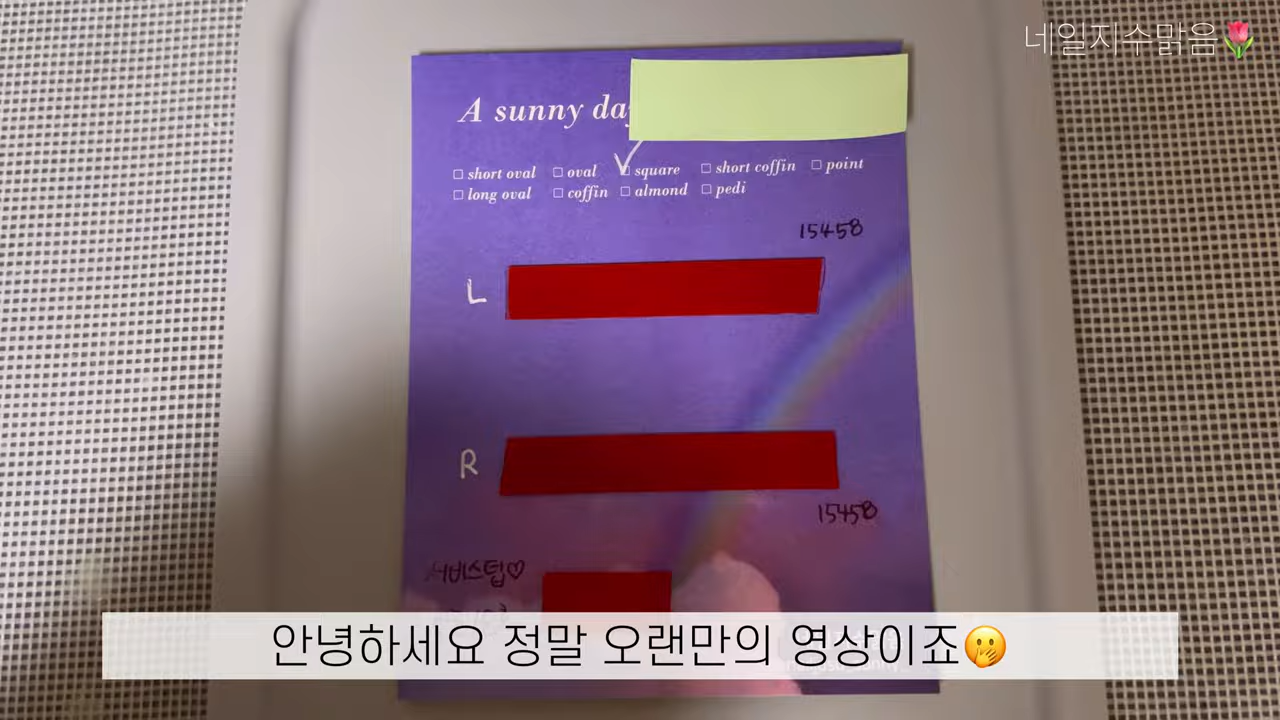 네일지수맑음🌷
A sunny day
short oval oval square short coffin point
long oval coffin almond pedi
15458
L
R
15458
서비스팁♡
안녕하세요 정말 오랜만의 영상이죠🤭